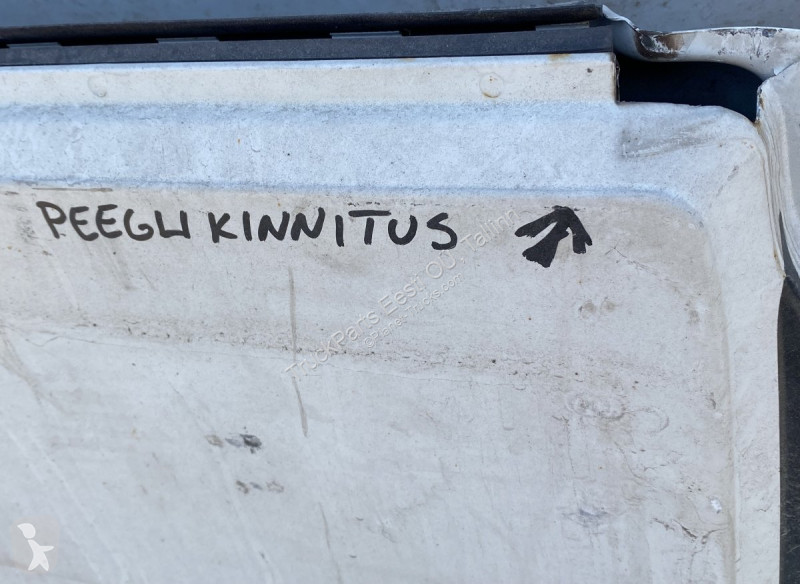 PEEGLI KINNITUS
TruckParts Eesti OÜ, Tallinn